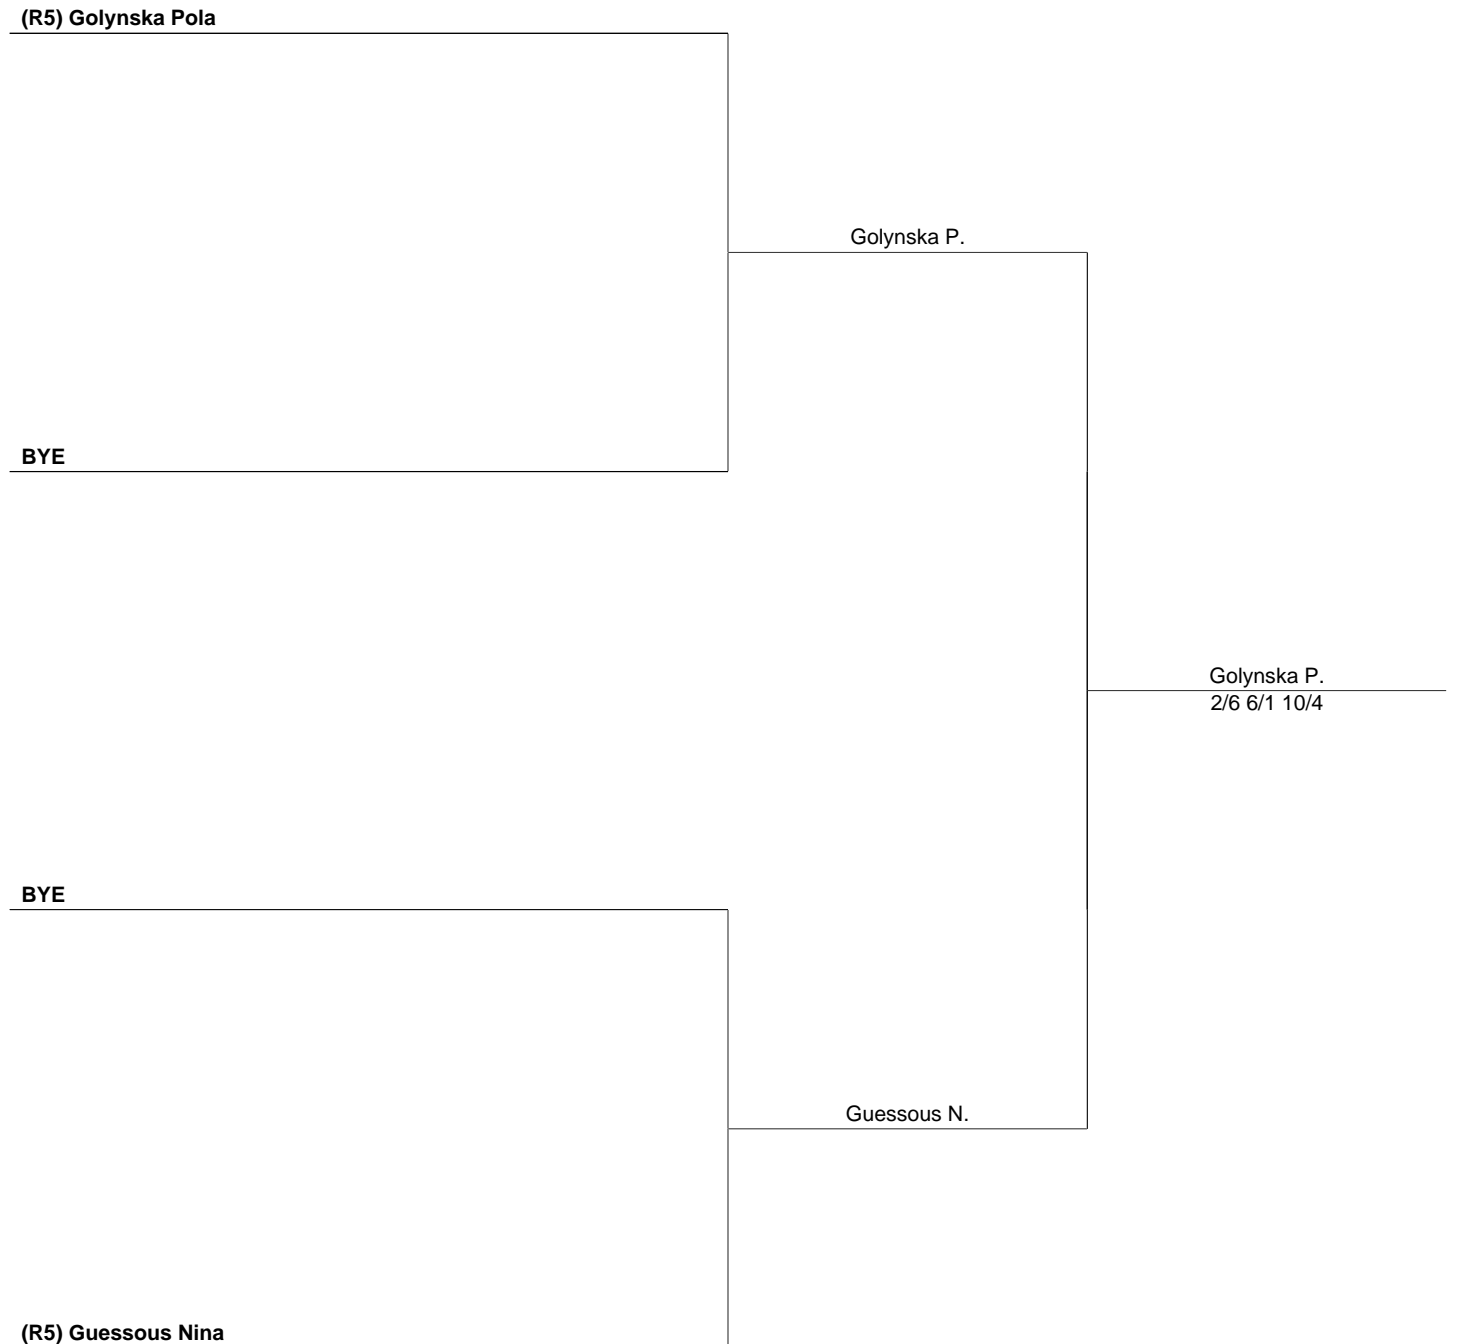 (R5) Golynska Pola
Golynska P.
BYE
Golynska P.
2/6 6/1 10/4
BYE
Guessous N.
(R5) Guessous Nina